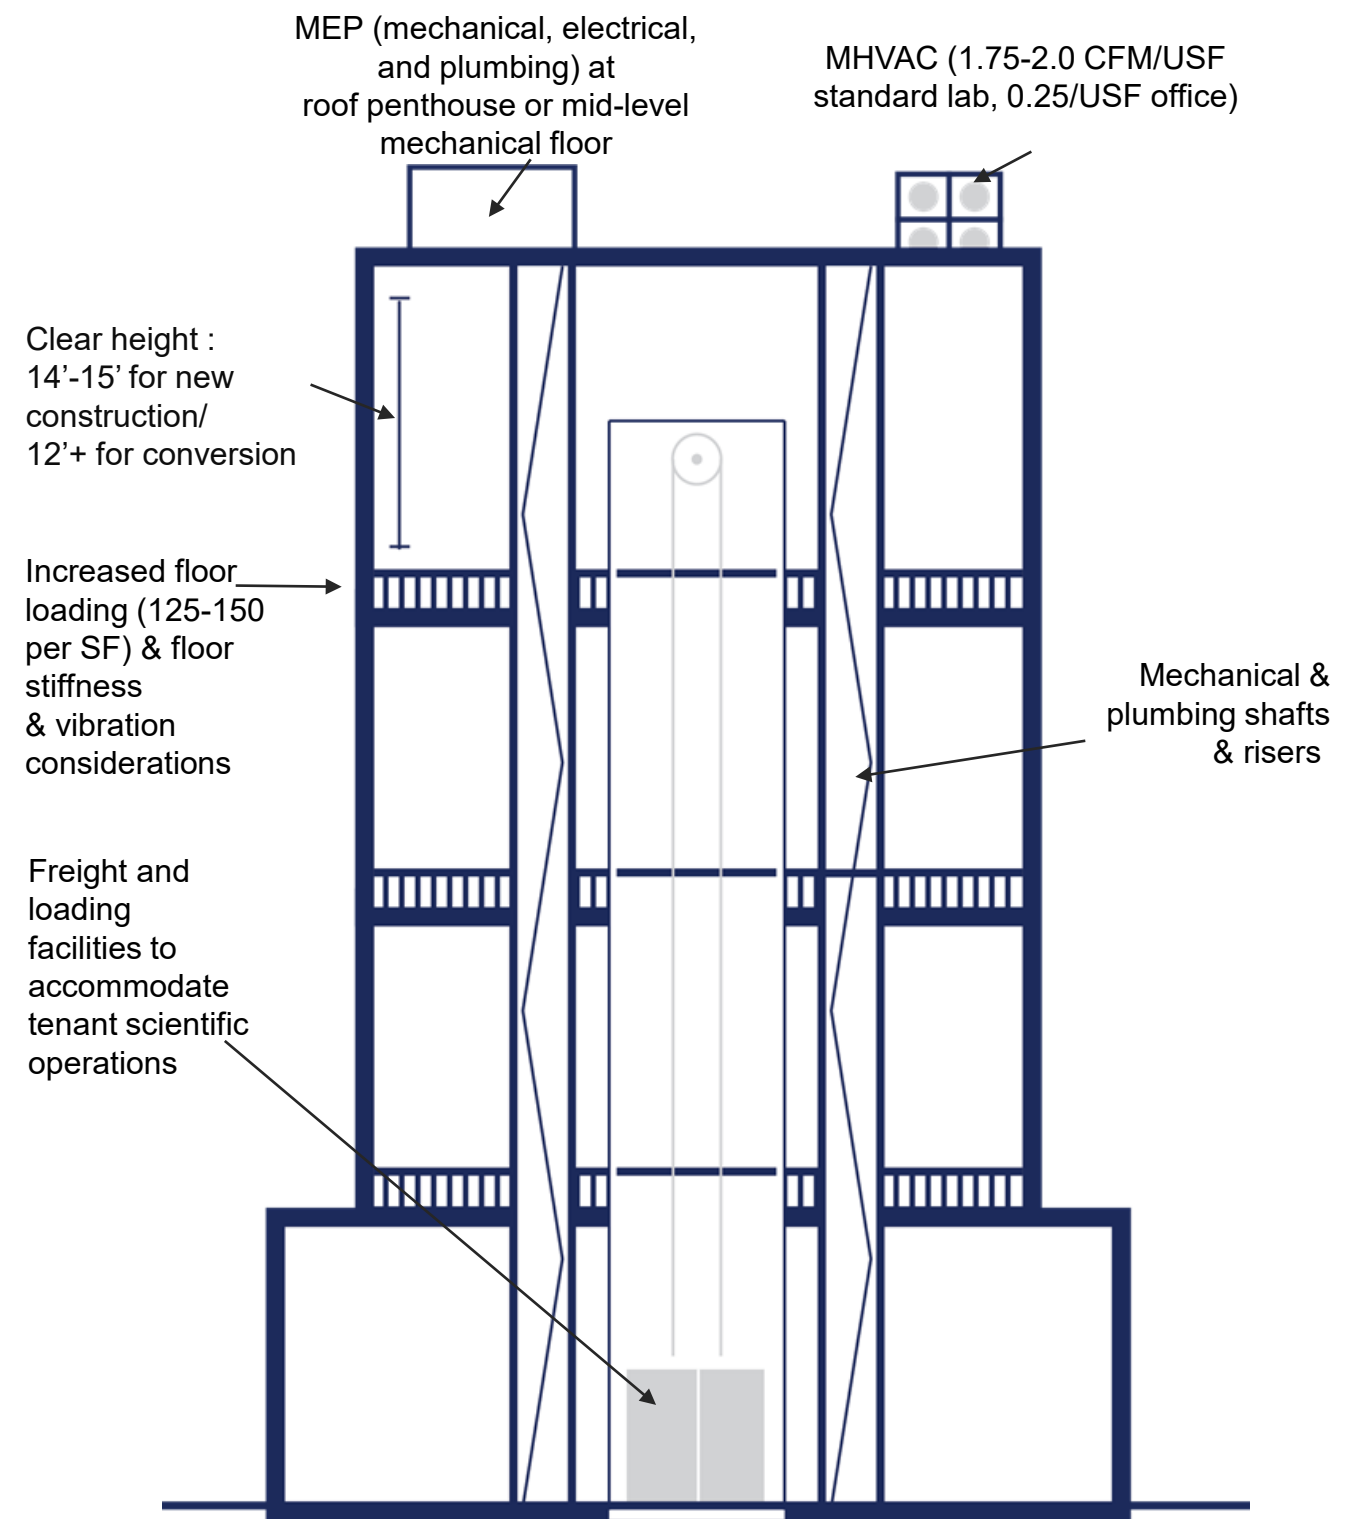 MEP (mechanical, electrical,
and plumbing) at
roof penthouse or mid-level
mechanical floor
MHVAC (1.75-2.0 CFM/USF
standard lab, 0.25/USF office)
Clear height :
14’-15’ for new
construction/
12’+ for conversion
Increased floor
loading (125-150
per SF) & floor
stiffness
& vibration
considerations
Mechanical &
plumbing shafts
& risers
Freight and
loading
facilities to
accommodate
tenant scientific
operations